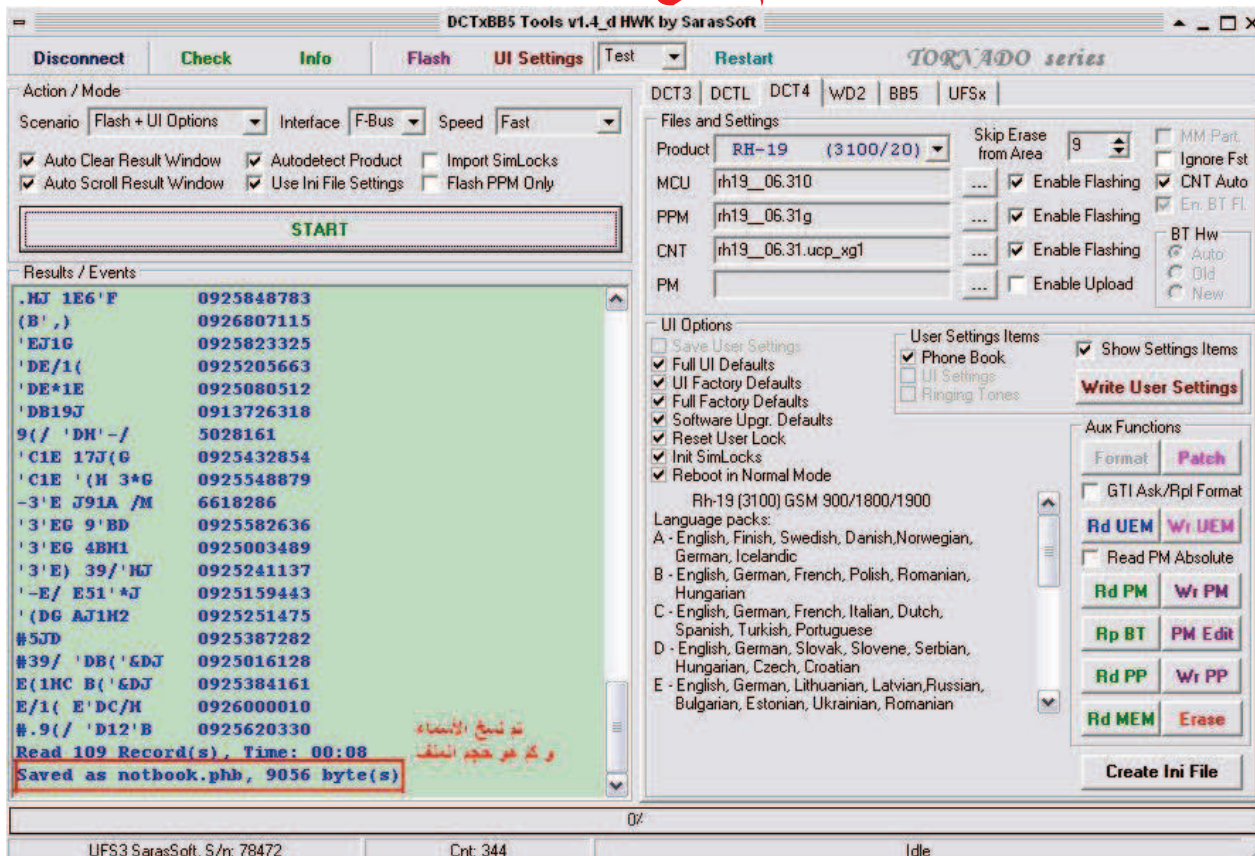 DCTxBB5 Tools v1.4_d HWK by SarasSoft
Disconnect Check Info Flash UI Settings Test Restart TORNADO series
Action / Mode
Scenario Flash + UI Options Interface F-Bus Speed Fast
Auto Clear Result Window Autodetect Product Import SimLocks
Auto Scroll Result Window Use Ini File Settings Flash PPM Only
START
Results / Events
.HJ 1E6'F 0925848783
(B',) 0926807115
'EJ1G 0925823325
'DE/1( 0925205663
'DE*1E 0925080512
'DB19J 0913726318
9(/ 'DH'-/ 5028161
'C1E 17J(G 0925432854
'C1E '(H 3*G 0925548879
-3'E J91A /M 6618286
'3'EG 9'BD 0925582636
'3'EG 4BH1 0925003489
'3'E) 39/'HJ 0925241137
'-E/ E51'*J 0925159443
'(DG AJ1H2 0925251475
#5JD 0925387282
#39/ 'DB('&DJ 0925016128
E(1HC B('&DJ 0925384161
E/1( E'DC/H 0926000010
#.9(/ 'D12'B 0925620330
تم نسخ الأسماء
و كم هو حجم الملف
Read 109 Record(s), Time: 00:08
Saved as notbook.phb, 9056 byte(s)
DCT3 DCTL DCT4 WD2 BB5 UFSx
Files and Settings
Product RH-19 (3100/20) Skip Erase from Area 9 MM Part.
Ignore Fst
MCU rh19__06.310 ... Enable Flashing CNT Auto
En. BT Fl.
PPM rh19__06.31g ... Enable Flashing
CNT rh19__06.31.ucp_xg1 ... Enable Flashing
PM ... Enable Upload
BT Hw
Auto
Old
New
UI Options
Save User Settings
Full UI Defaults
UI Factory Defaults
Full Factory Defaults
Software Upgr. Defaults
Reset User Lock
Init SimLocks
Reboot in Normal Mode
User Settings Items
Phone Book
UI Settings
Ringing Tones
Show Settings Items
Write User Settings
Rh-19 (3100) GSM 900/1800/1900
Language packs:
A - English, Finish, Swedish, Danish,Norwegian,
German, Icelandic
B - English, German, French, Polish, Romanian,
Hungarian
C - English, German, French, Italian, Dutch,
Spanish, Turkish, Portuguese
D - English, German, Slovak, Slovene, Serbian,
Hungarian, Czech, Croatian
E - English, German, Lithuanian, Latvian,Russian,
Bulgarian, Estonian, Ukrainian, Romanian
Aux Functions
Format Patch
GTI Ask/Rpl Format
Rd UEM Wr UEM
Read PM Absolute
Rd PM Wr PM
Rp BT PM Edit
Rd PP Wr PP
Rd MEM Erase
Create Ini File
0%
UFS3 SarasSoft, S/n: 78472 Cnt: 344 Idle